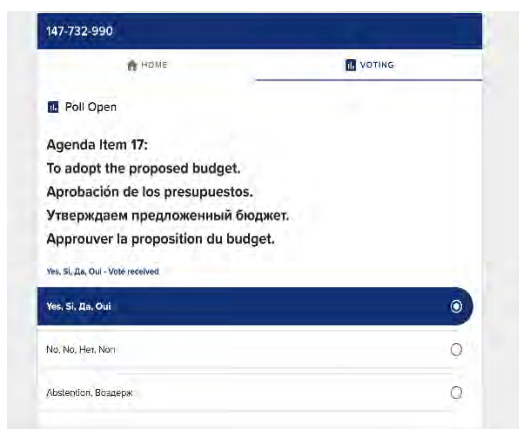 147-732-990
HOME
VOTING
Poll Open
Agenda Item 17:
To adopt the proposed budget.
Aprobación de los presupuestos.
Утверждаем предложенный бюджет.
Approuver la proposition du budget.
Yes, Si, Да, Oui - Vote received
Yes, Si, Да, Oui
No, No, Нет, Non
Abstention, Воздерж